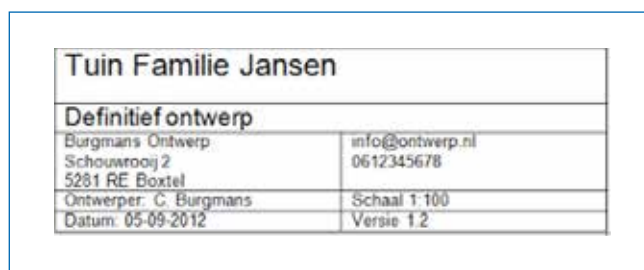 Tuin Familie Jansen
Definitief ontwerp
Burgmans Ontwerp info@ontwerp.nl
Schouwrooij 2 0612345678
5281 RE Boxtel
Ontwerper: C. Burgmans Schaal 1:100
Datum: 05-09-2012 Versie 1.2